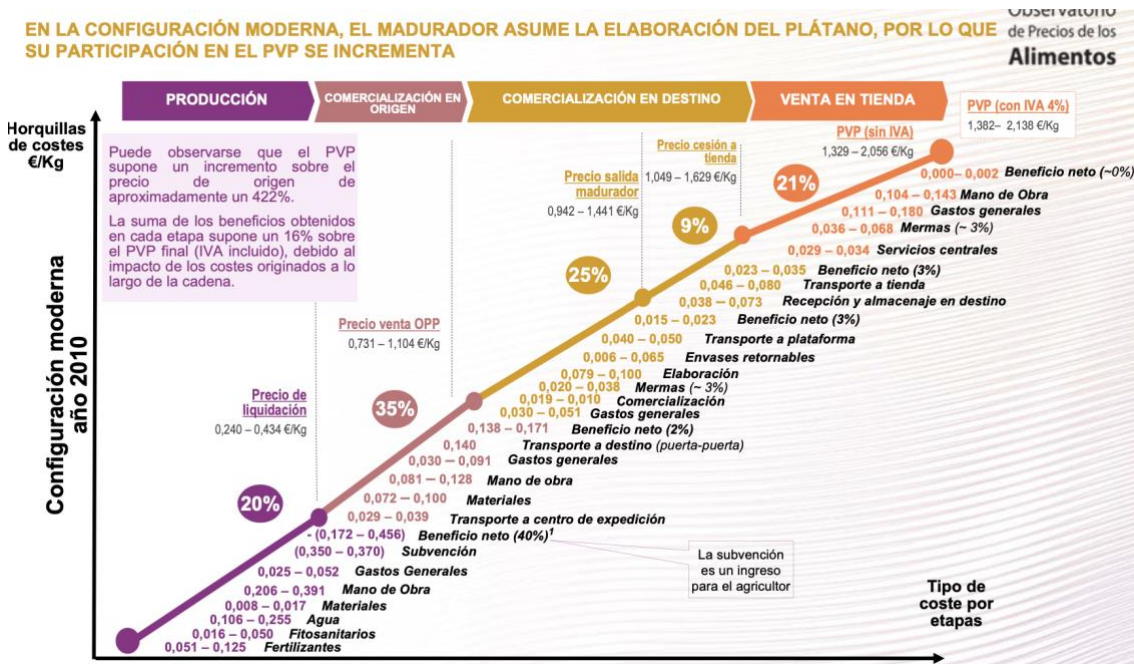 EN LA CONFIGURACIÓN MODERNA, EL MADURADOR ASUME LA ELABORACIÓN DEL PLÁTANO, POR LO QUE
SU PARTICIPACIÓN EN EL PVP SE INCREMENTA
Observatorio
de Precios de los
Alimentos
PRODUCCIÓN
COMERCIALIZACIÓN EN
ORIGEN
COMERCIALIZACIÓN EN DESTINO
VENTA EN TIENDA
Horquillas
de costes
€/Kg
Puede observarse que el PVP
supone un incremento sobre el
precio de origen de
aproximadamente un 422%.
La suma de los beneficios obtenidos
en cada etapa supone un 16% sobre
el PVP final (IVA incluido), debido al
impacto de los costes originados a lo
largo de la cadena.
Configuración moderna
año 2010
PVP (con IVA 4%)
1,382– 2,138 €/Kg
PVP (sin IVA)
1,329 – 2,056 €/Kg
Precio cesión a
tienda
1,049 – 1,629 €/Kg
Precio salida
madurador
0,942 – 1,441 €/Kg
Precio venta OPP
0,731 – 1,104 €/Kg
Precio de
liquidación
0,240 – 0,434 €/Kg
21%
9%
25%
35%
20%
0,000– 0,002 Beneficio neto (~0%)
0,104 – 0,143 Mano de Obra
0,111 – 0,180 Gastos generales
0,036 – 0,068 Mermas (~ 3%)
0,029 – 0,034 Servicios centrales
0,023 – 0,035 Beneficio neto (3%)
0,046 – 0,080 Transporte a tienda
0,038 – 0,073 Recepción y almacenaje en destino
0,015 – 0,023 Beneficio neto (3%)
0,040 – 0,050 Transporte a plataforma
0,006 – 0,065 Envases retornables
0,079 – 0,100 Elaboración
0,020 – 0,038 Mermas (~ 3%)
0,019 – 0,010 Comercialización
0,030 – 0,051 Gastos generales
0,138 – 0,171 Beneficio neto (2%)
0,140 Transporte a destino (puerta-puerta)
0,030 – 0,091 Gastos generales
0,081 – 0,128 Mano de obra
0,072 – 0,100 Materiales
0,029 – 0,039 Transporte a centro de expedición
- (0,172 – 0,456) Beneficio neto (40%)¹
(0,350 – 0,370) Subvención
0,025 – 0,052 Gastos Generales
0,206 – 0,391 Mano de Obra
0,008 – 0,017 Materiales
0,106 – 0,255 Agua
0,016 – 0,050 Fitosanitarios
0,051 – 0,125 Fertilizantes
La subvención
es un ingreso
para el agricultor
Tipo de
coste por
etapas